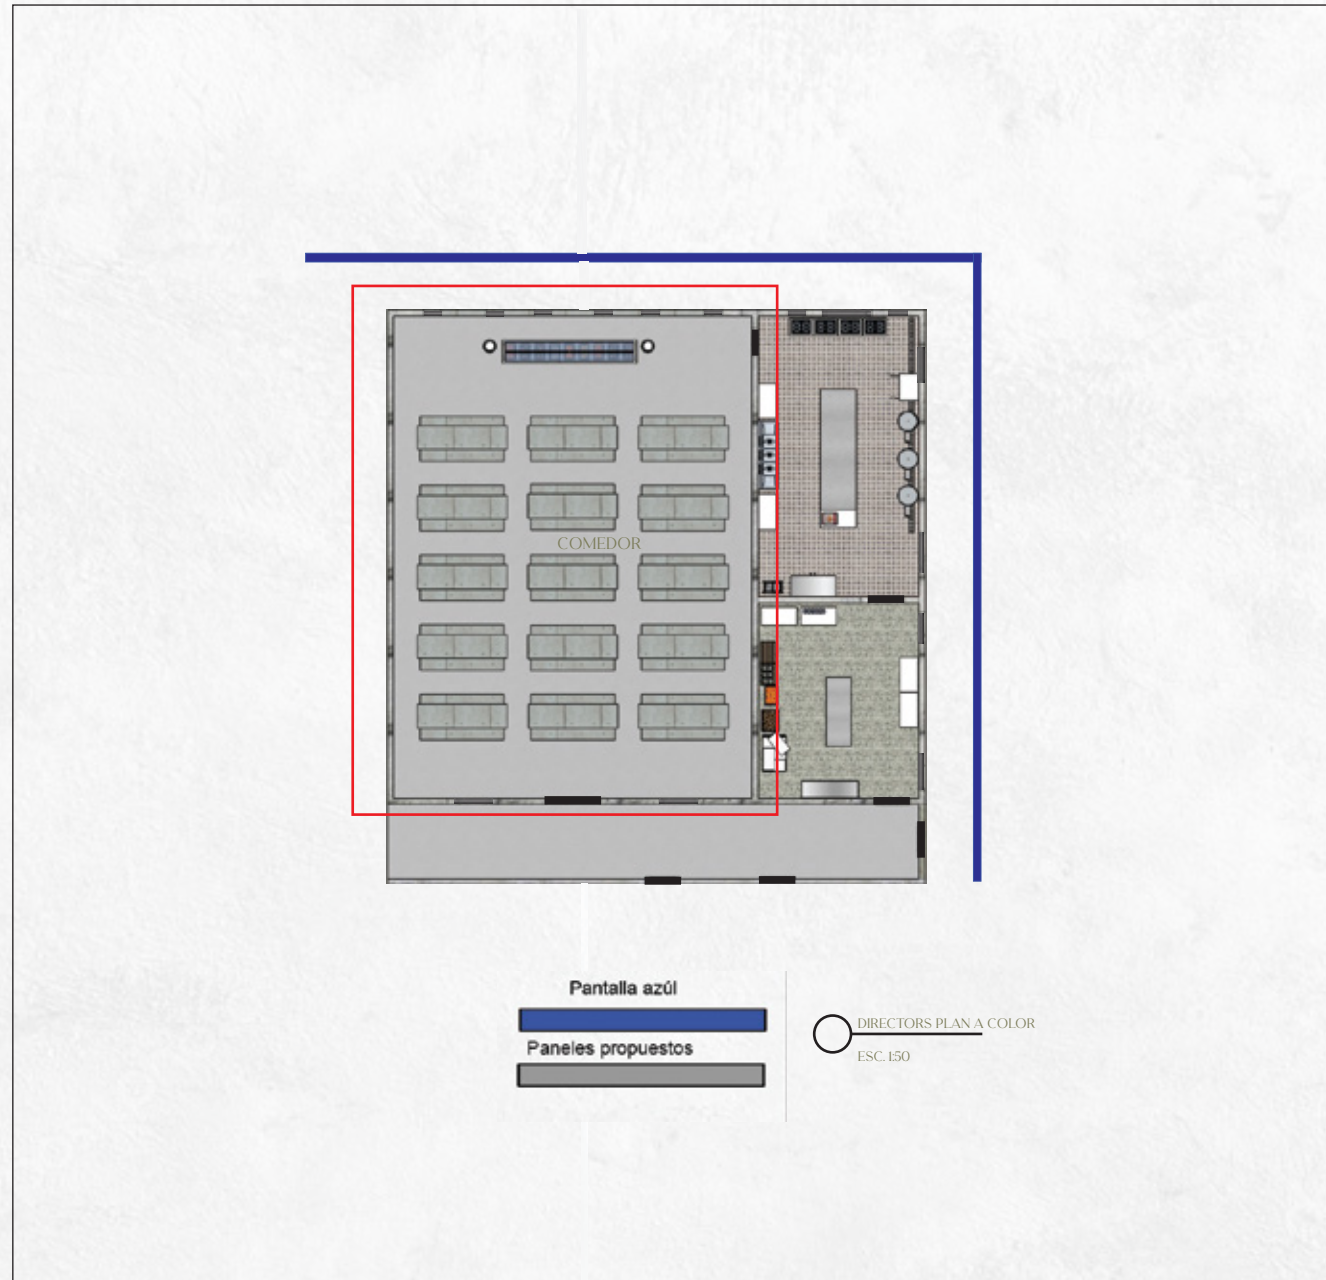 COMEDOR
Pantalla azúl
Paneles propuestos
DIRECTORS PLAN A COLOR
ESC. 1:50